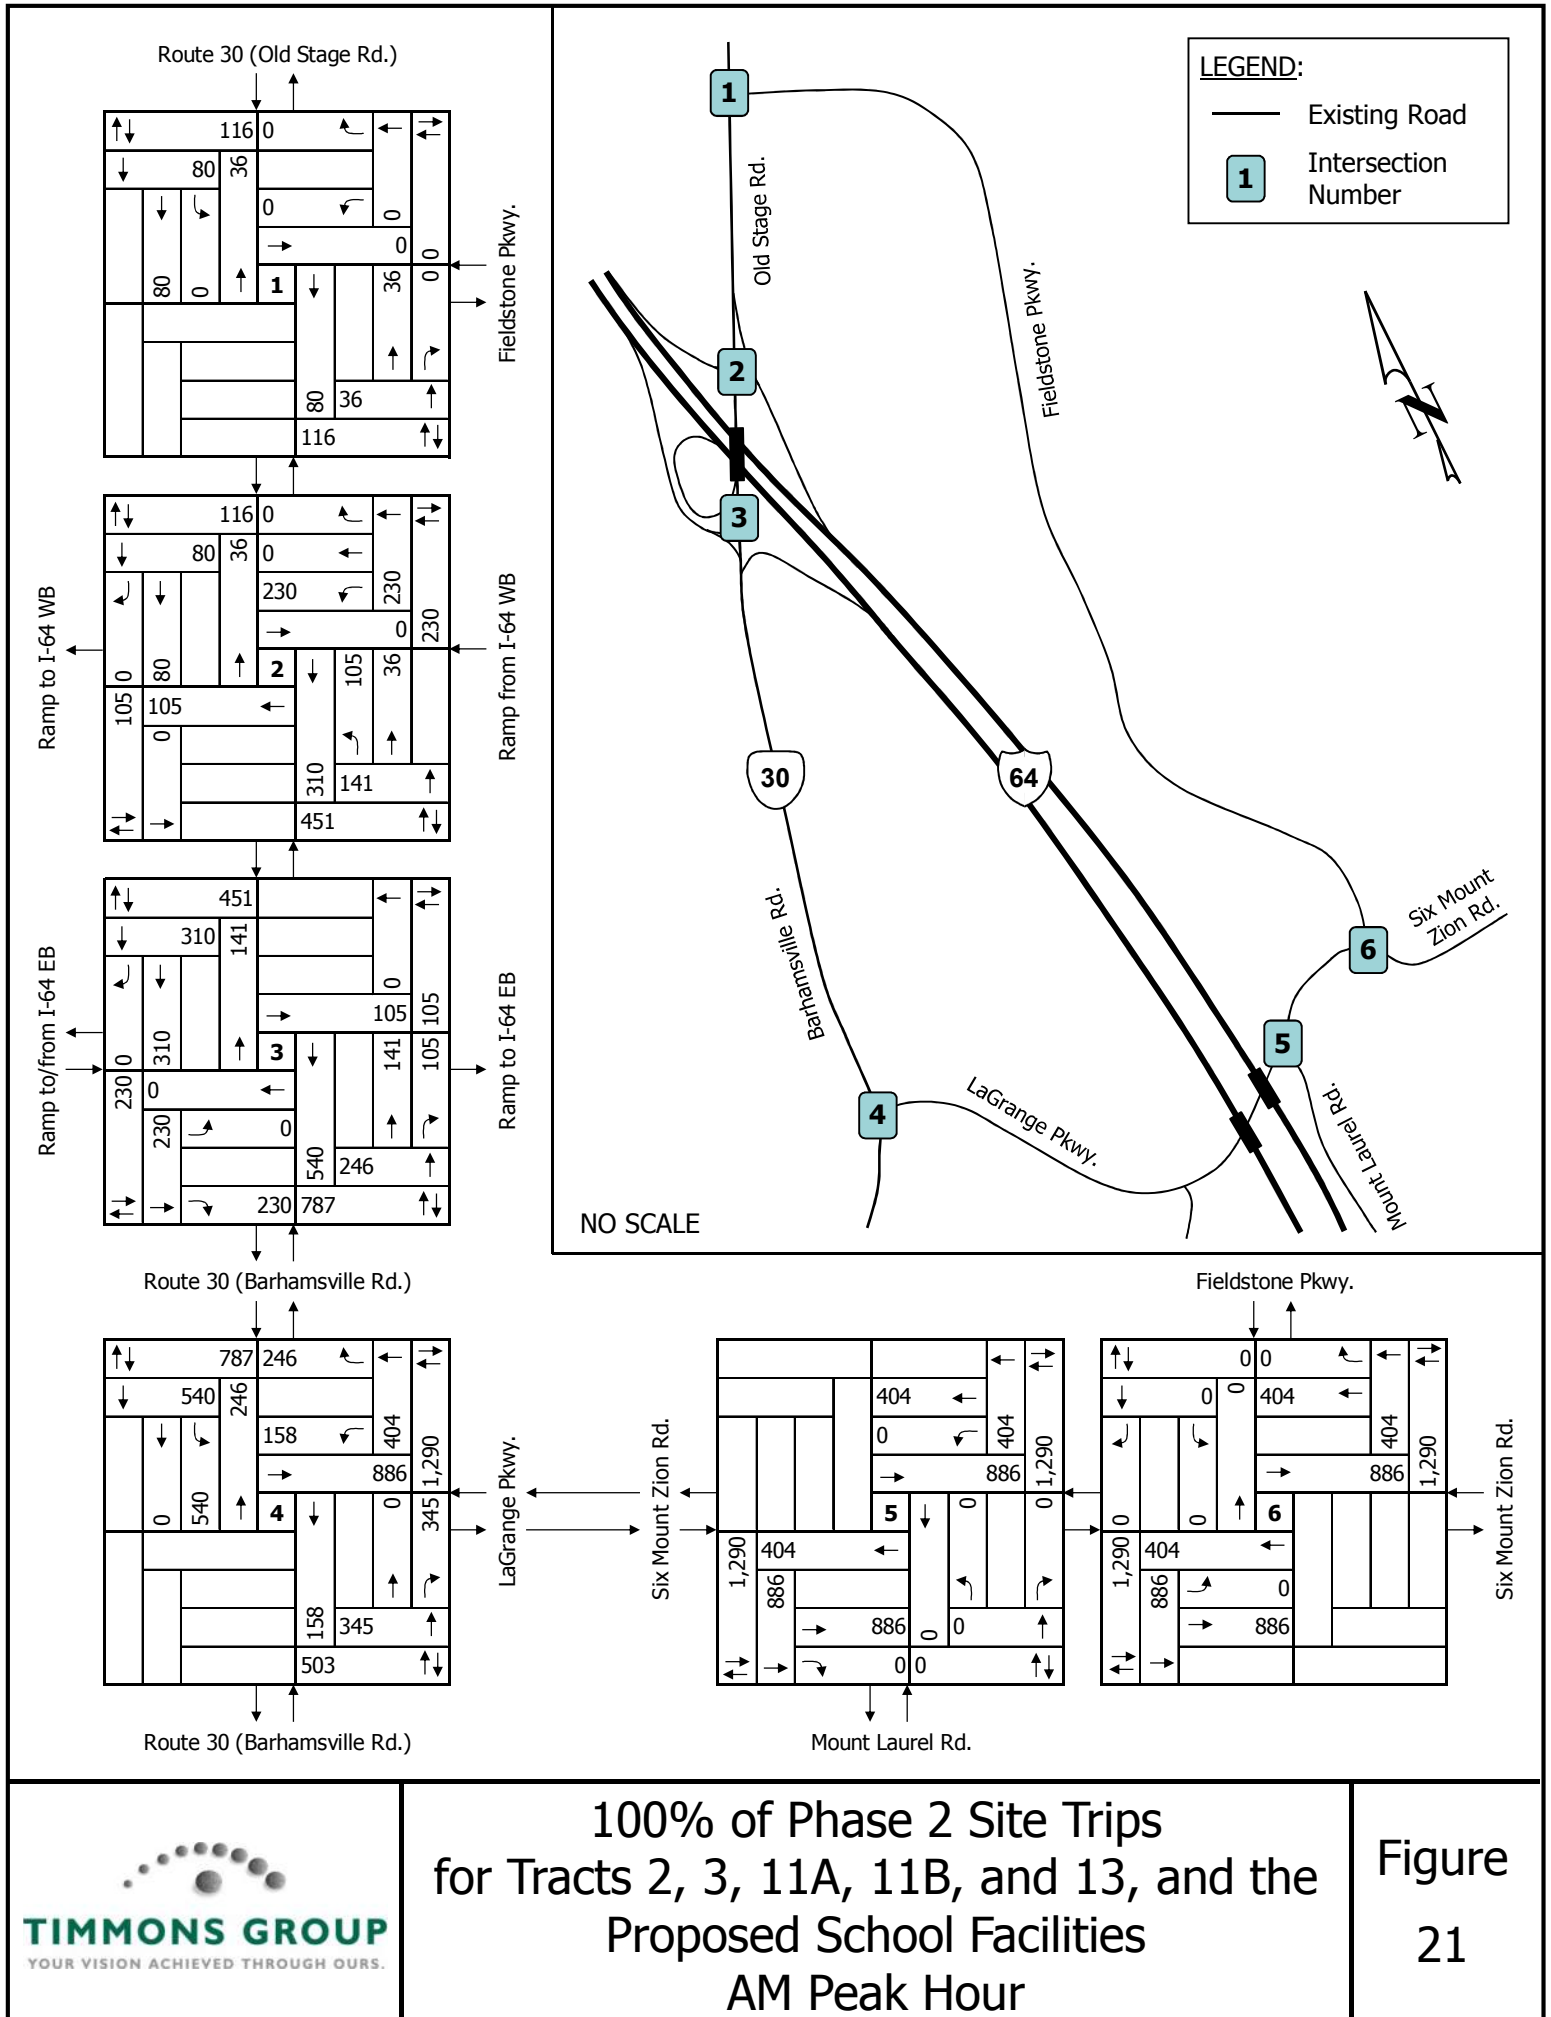 Route 30 (Old Stage Rd.)
116 0
80 36
0 0
0
80 0 1 36 0 0
80 36
116
Fieldstone Pkwy.
116 0
80 36 0
230 230
0 230
0 80 2 105 36
105 105
0
310 141
451
Ramp to I-64 WB
Ramp from I-64 WB
451
310 141
0
105 105
0 310 3 141 105
230 0
230 0
540 246
230 787
Ramp to/from I-64 EB
Ramp to I-64 EB
Route 30 (Barhamsville Rd.)
787 246
540 246
158 404
886 1,290
0 540 4 0 345
158 345
503
LaGrange Pkwy.
Route 30 (Barhamsville Rd.)
LEGEND:
Existing Road
1 Intersection
Number
1
Old Stage Rd.
Fieldstone Pkwy.
2
3
N
30
64
Barhamsville Rd.
Six Mount
Zion Rd.
6
5
4
LaGrange Pkwy.
Mount Laurel Rd.
NO SCALE
Six Mount Zion Rd.
404
0 404
886 1,290
5 0 0
1,290 404
886
886 0 0
0 0
Mount Laurel Rd.
Fieldstone Pkwy.
0 0
0 0 404
404
886 1,290
0 0 6
1,290 404
886 0
886
Six Mount Zion Rd.
TIMMONS GROUP
YOUR VISION ACHIEVED THROUGH OURS.
100% of Phase 2 Site Trips
for Tracts 2, 3, 11A, 11B, and 13, and the
Proposed School Facilities
AM Peak Hour
Figure
21